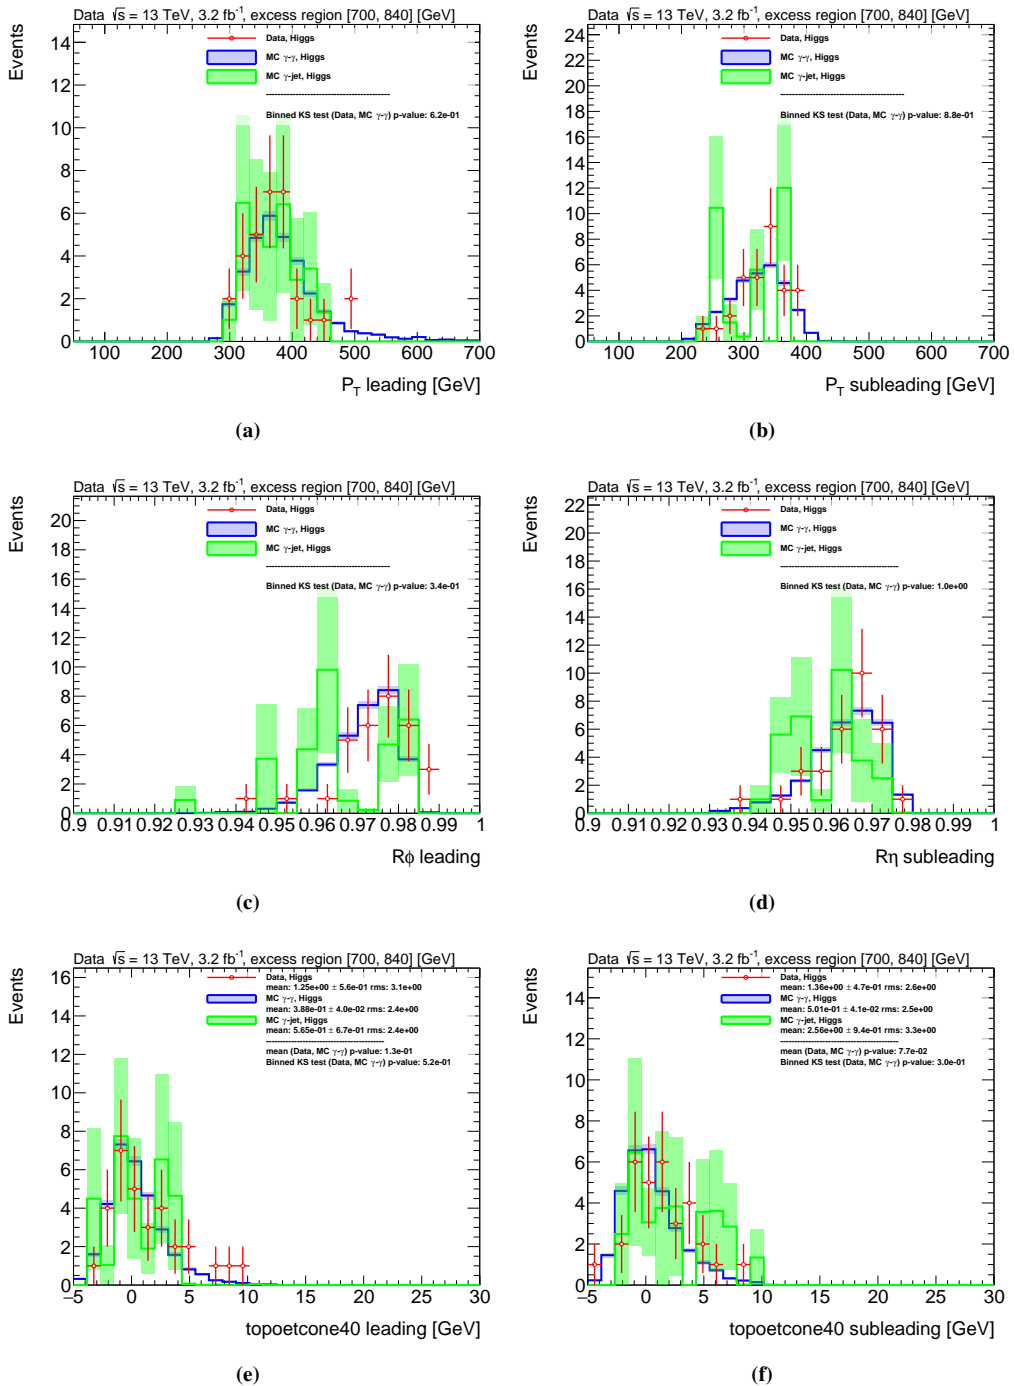 Data √s = 13 TeV, 3.2 fb⁻¹, excess region [700, 840] [GeV]
Events
14
12
10
8
6
4
2
0
Data, Higgs
MC γ-γ, Higgs
MC γ-jet, Higgs
Binned KS test (Data, MC γ-γ) p-value: 6.2e-01
100 200 300 400 500 600 700
P_T leading [GeV]
(a)
Data √s = 13 TeV, 3.2 fb⁻¹, excess region [700, 840] [GeV]
Events
24
22
20
18
16
14
12
10
8
6
4
2
0
Data, Higgs
MC γ-γ, Higgs
MC γ-jet, Higgs
Binned KS test (Data, MC γ-γ) p-value: 8.8e-01
100 200 300 400 500 600 700
P_T subleading [GeV]
(b)
Data √s = 13 TeV, 3.2 fb⁻¹, excess region [700, 840] [GeV]
Events
20
18
16
14
12
10
8
6
4
2
0
Data, Higgs
MC γ-γ, Higgs
MC γ-jet, Higgs
Binned KS test (Data, MC γ-γ) p-value: 3.4e-01
0.9 0.91 0.92 0.93 0.94 0.95 0.96 0.97 0.98 0.99 1
Rϕ leading
(c)
Data √s = 13 TeV, 3.2 fb⁻¹, excess region [700, 840] [GeV]
Events
22
20
18
16
14
12
10
8
6
4
2
0
Data, Higgs
MC γ-γ, Higgs
MC γ-jet, Higgs
Binned KS test (Data, MC γ-γ) p-value: 1.0e+00
0.9 0.91 0.92 0.93 0.94 0.95 0.96 0.97 0.98 0.99 1
Rη subleading
(d)
Data √s = 13 TeV, 3.2 fb⁻¹, excess region [700, 840] [GeV]
Events
16
14
12
10
8
6
4
2
0
Data, Higgs
mean: 1.25e+00 ± 5.6e-01 rms: 3.1e+00
MC γ-γ, Higgs
mean: 3.88e-01 ± 4.0e-02 rms: 2.4e+00
MC γ-jet, Higgs
mean: 5.65e-01 ± 6.7e-01 rms: 2.4e+00
mean (Data, MC γ-γ) p-value: 1.3e-01
Binned KS test (Data, MC γ-γ) p-value: 5.2e-01
−5 0 5 10 15 20 25 30
topoetcone40 leading [GeV]
(e)
Data √s = 13 TeV, 3.2 fb⁻¹, excess region [700, 840] [GeV]
Events
14
12
10
8
6
4
2
0
Data, Higgs
mean: 1.36e+00 ± 4.7e-01 rms: 2.6e+00
MC γ-γ, Higgs
mean: 5.01e-01 ± 4.1e-02 rms: 2.5e+00
MC γ-jet, Higgs
mean: 2.56e+00 ± 9.4e-01 rms: 3.3e+00
mean (Data, MC γ-γ) p-value: 7.7e-02
Binned KS test (Data, MC γ-γ) p-value: 3.0e-01
−5 0 5 10 15 20 25 30
topoetcone40 subleading [GeV]
(f)